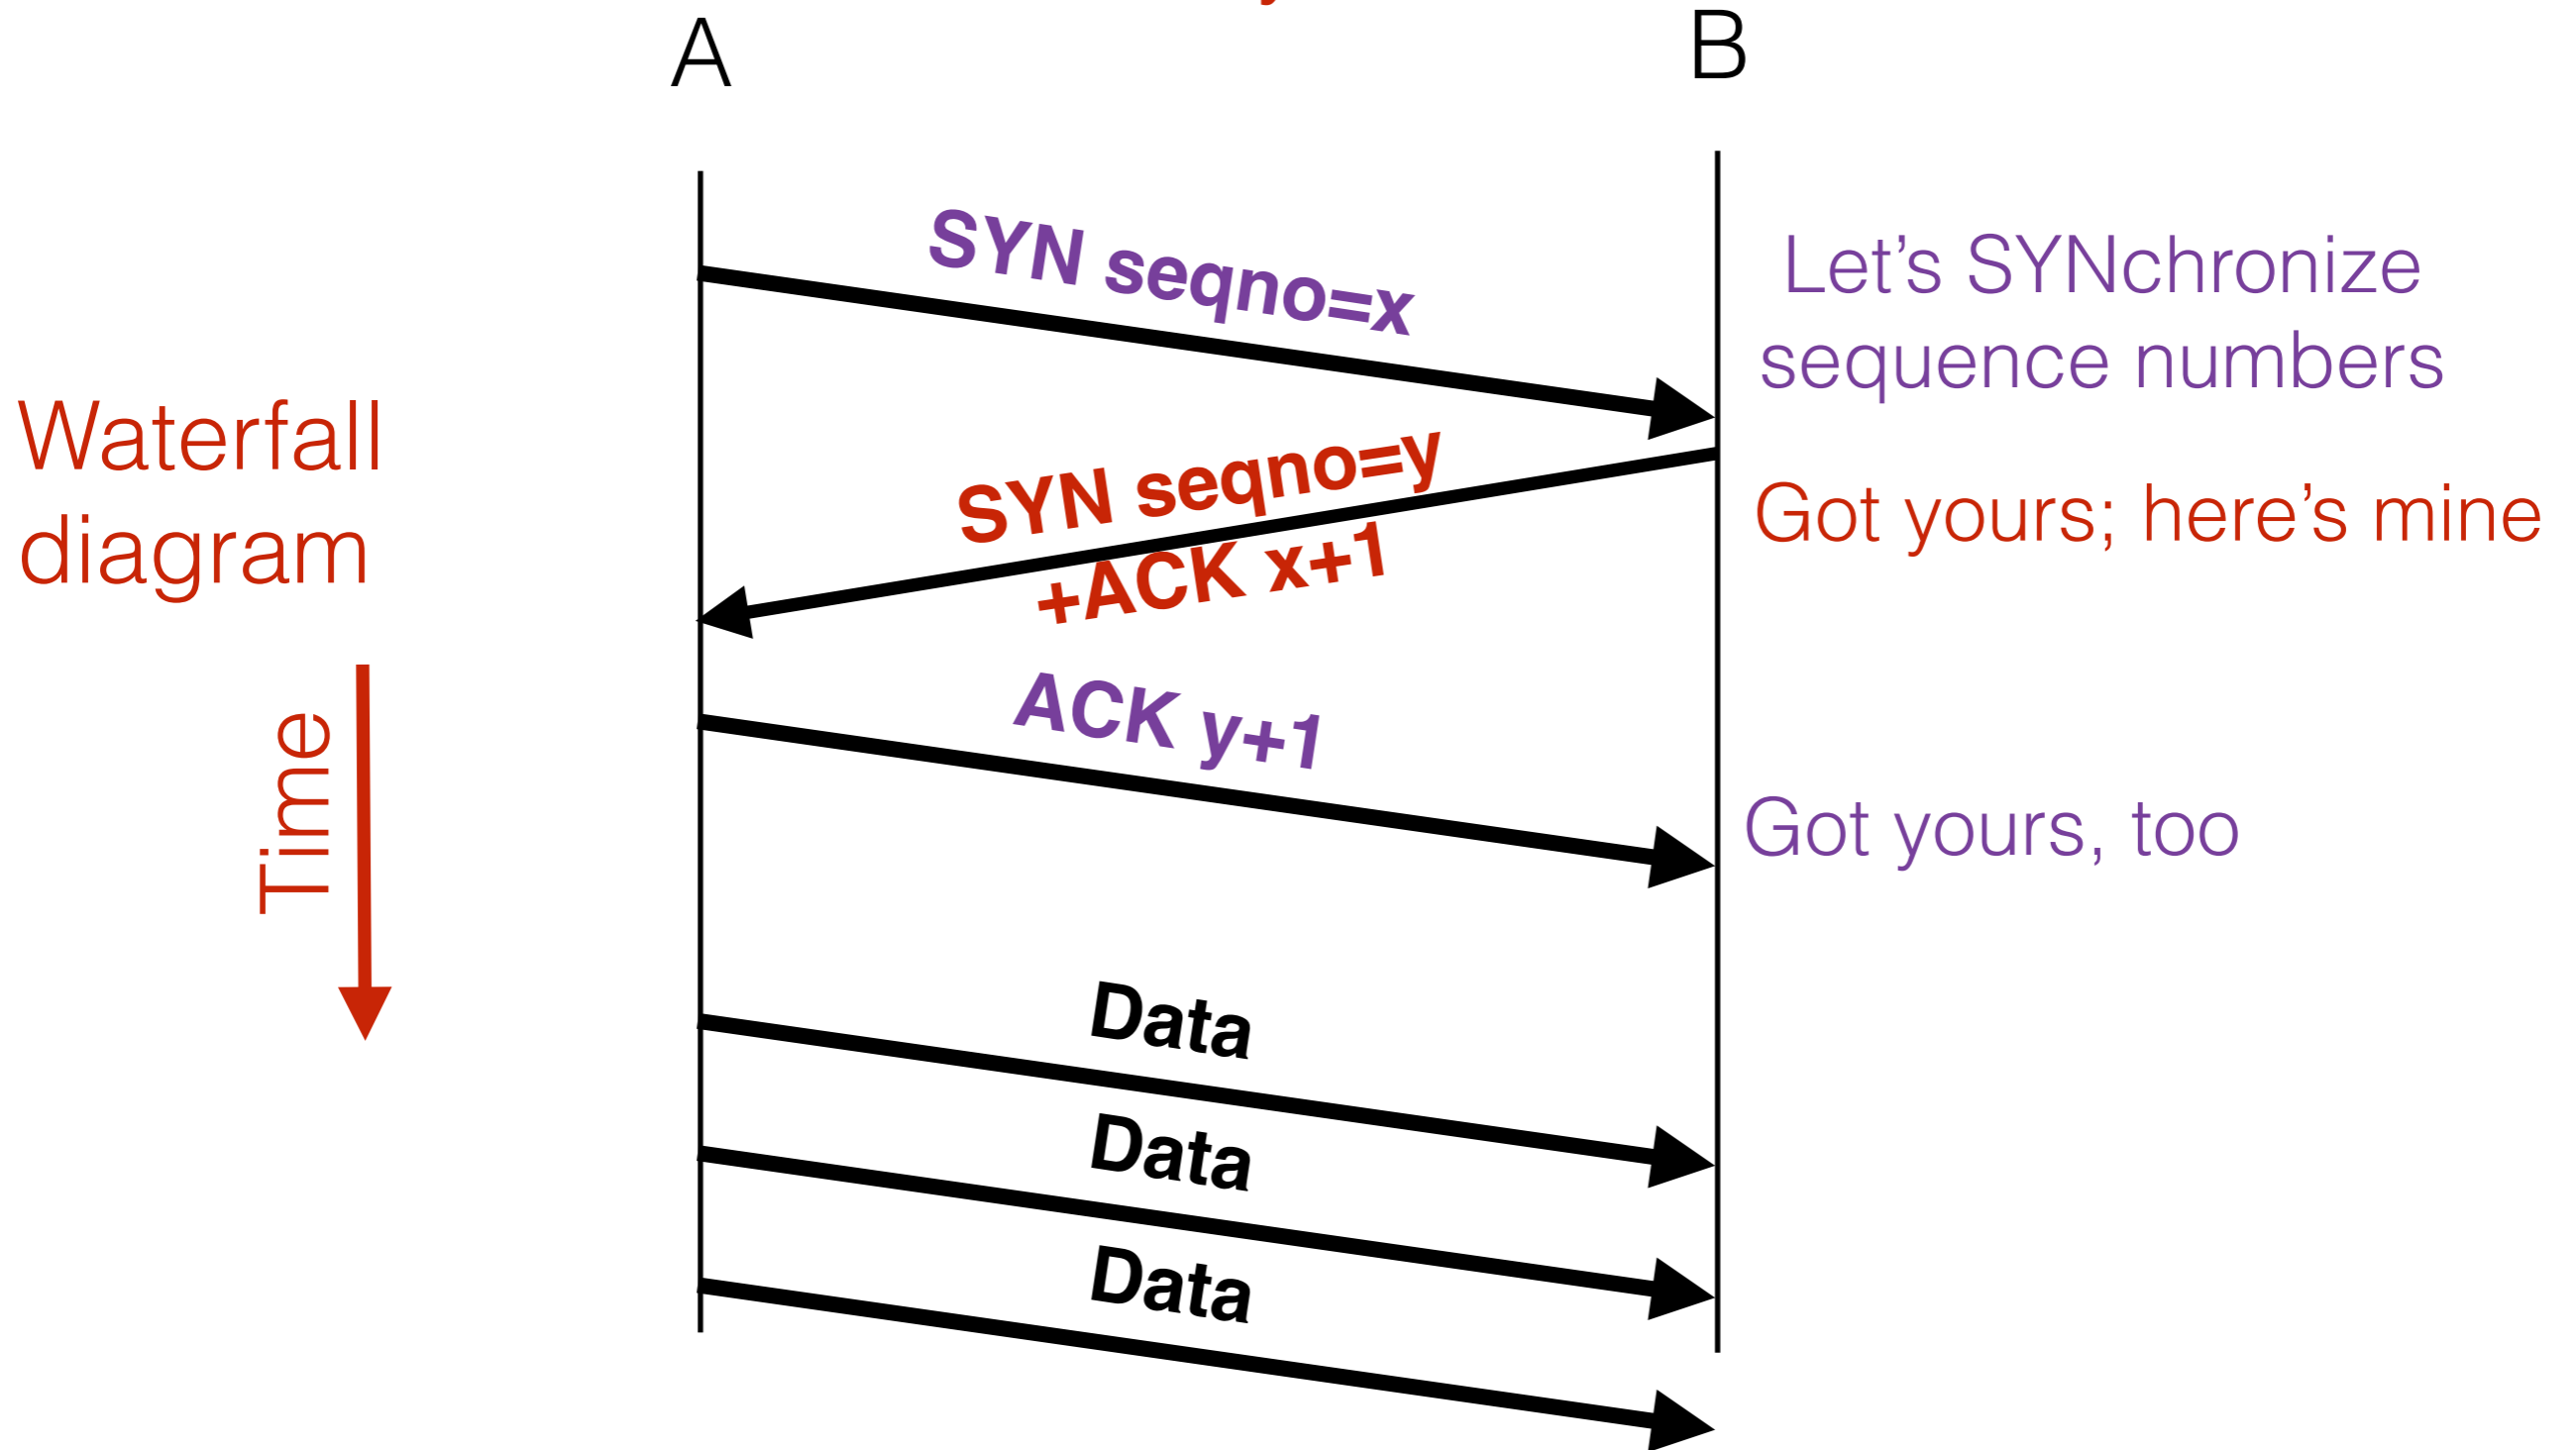 A
B
SYN seqno=x
Let's SYNchronize
sequence numbers
Waterfall
diagram
SYN seqno=y
+ACK x+1
Got yours; here's mine
Time
ACK y+1
Got yours, too
Data
Data
Data